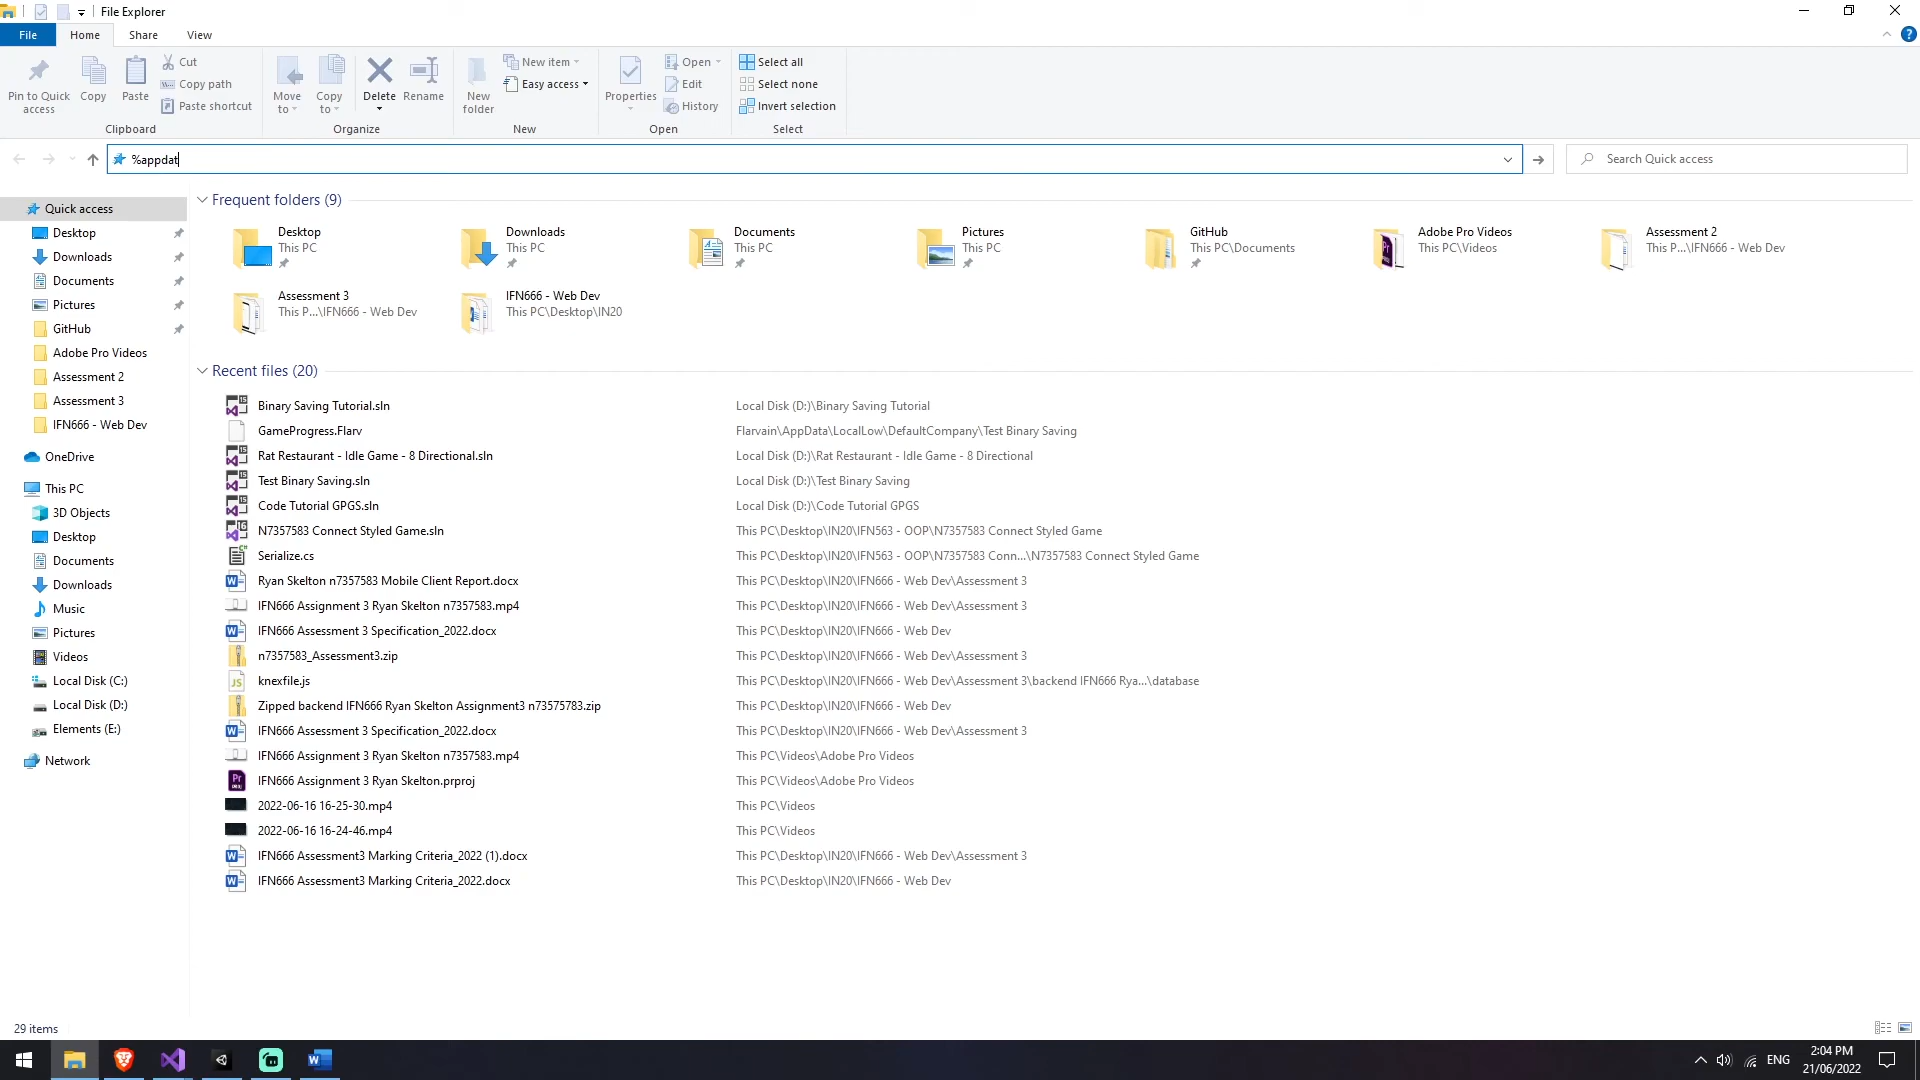 File Explorer
File Home Share View
Pin to Quick access
Copy
Paste
Cut
Copy path
Paste shortcut
Clipboard
Move to
Copy to
Delete
Rename
Organize
New folder
New item
Easy access
New
Properties
Open
Edit
History
Open
Select all
Select none
Invert selection
Select
%appdat
Search Quick access
Quick access
Desktop
Downloads
Documents
Pictures
GitHub
Adobe Pro Videos
Assessment 2
Assessment 3
IFN666 - Web Dev
OneDrive
This PC
3D Objects
Desktop
Documents
Downloads
Music
Pictures
Videos
Local Disk (C:)
Local Disk (D:)
Elements (E:)
Network
Frequent folders (9)
Desktop
This PC
Downloads
This PC
Documents
This PC
Pictures
This PC
GitHub
This PC\Documents
Adobe Pro Videos
This PC\Videos
Assessment 2
This P...\IFN666 - Web Dev
Assessment 3
This P...\IFN666 - Web Dev
IFN666 - Web Dev
This PC\Desktop\IN20
Recent files (20)
Binary Saving Tutorial.sln Local Disk (D:)\Binary Saving Tutorial
GameProgress.Flarv Flarvain\AppData\LocalLow\DefaultCompany\Test Binary Saving
Rat Restaurant - Idle Game - 8 Directional.sln Local Disk (D:)\Rat Restaurant - Idle Game - 8 Directional
Test Binary Saving.sln Local Disk (D:)\Test Binary Saving
Code Tutorial GPGS.sln Local Disk (D:)\Code Tutorial GPGS
N7357583 Connect Styled Game.sln This PC\Desktop\IN20\IFN563 - OOP\N7357583 Connect Styled Game
Serialize.cs This PC\Desktop\IN20\IFN563 - OOP\N7357583 Conn...\N7357583 Connect Styled Game
Ryan Skelton n7357583 Mobile Client Report.docx This PC\Desktop\IN20\IFN666 - Web Dev\Assessment 3
IFN666 Assignment 3 Ryan Skelton n7357583.mp4 This PC\Desktop\IN20\IFN666 - Web Dev\Assessment 3
IFN666 Assessment 3 Specification_2022.docx This PC\Desktop\IN20\IFN666 - Web Dev
n7357583_Assessment3.zip This PC\Desktop\IN20\IFN666 - Web Dev\Assessment 3
knexfile.js This PC\Desktop\IN20\IFN666 - Web Dev\Assessment 3\backend IFN666 Rya...\database
Zipped backend IFN666 Ryan Skelton Assignment3 n73575783.zip This PC\Desktop\IN20\IFN666 - Web Dev
IFN666 Assessment 3 Specification_2022.docx This PC\Desktop\IN20\IFN666 - Web Dev\Assessment 3
IFN666 Assignment 3 Ryan Skelton n7357583.mp4 This PC\Videos\Adobe Pro Videos
IFN666 Assignment 3 Ryan Skelton.prproj This PC\Videos\Adobe Pro Videos
2022-06-16 16-25-30.mp4 This PC\Videos
2022-06-16 16-24-46.mp4 This PC\Videos
IFN666 Assessment3 Marking Criteria_2022 (1).docx This PC\Desktop\IN20\IFN666 - Web Dev\Assessment 3
IFN666 Assessment3 Marking Criteria_2022.docx This PC\Desktop\IN20\IFN666 - Web Dev
29 items
ENG
2:04 PM
21/06/2022